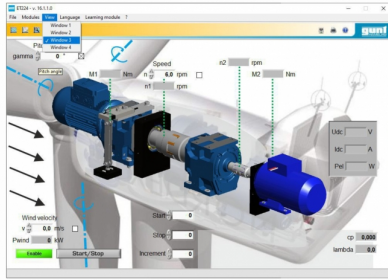 ET224 - v. 16.1.1.0
File Modules View Language Learning module ?
Window 1
Window 2
Window 3
Window 4
gunt
gamma 0 °
Pitch angle
M1 Nm
Speed
n 6,0 rpm
n1 rpm
n2 rpm
M2 Nm
Udc V
Idc A
Pel W
Wind velocity
v 0,0 m/s
Pwind 0 kW
Enable
Start/Stop
Start 0
Stop 0
Increment 0
cp 0,000
lambda 0,0